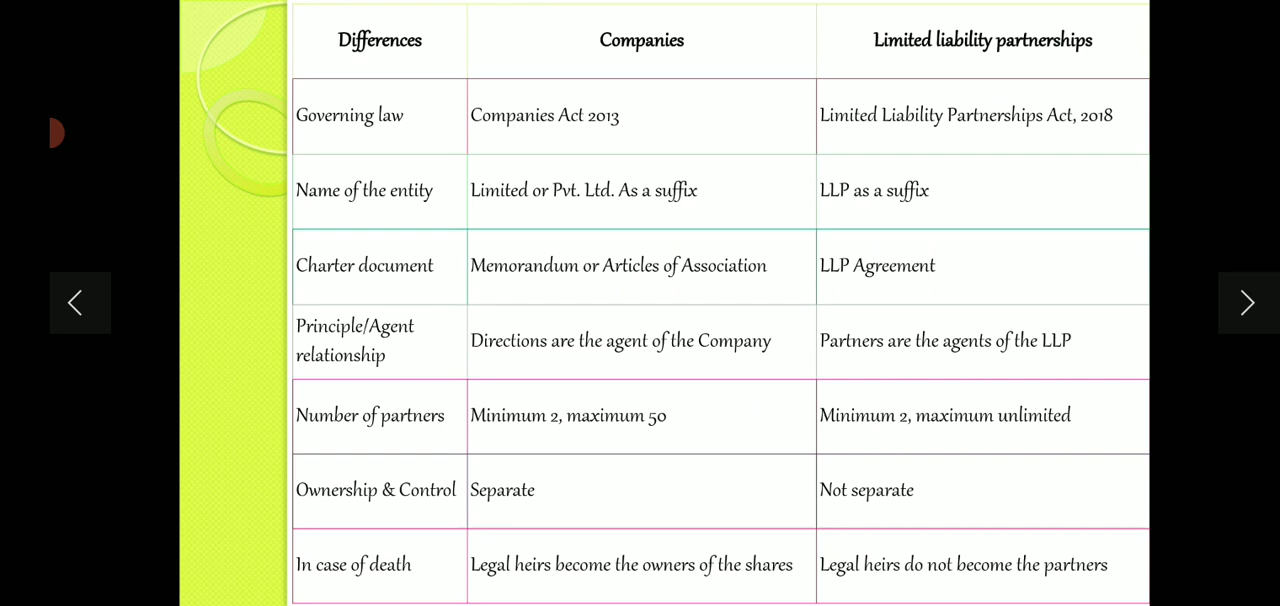 Differences Companies Limited liability partnerships
Governing law Companies Act 2013 Limited Liability Partnerships Act, 2018
Name of the entity Limited or Pvt. Ltd. As a suffix LLP as a suffix
Charter document Memorandum or Articles of Association LLP Agreement
Principle/Agent
relationship Directions are the agent of the Company Partners are the agents of the LLP
Number of partners Minimum 2, maximum 50 Minimum 2, maximum unlimited
Ownership & Control Separate Not separate
In case of death Legal heirs become the owners of the shares Legal heirs do not become the partners